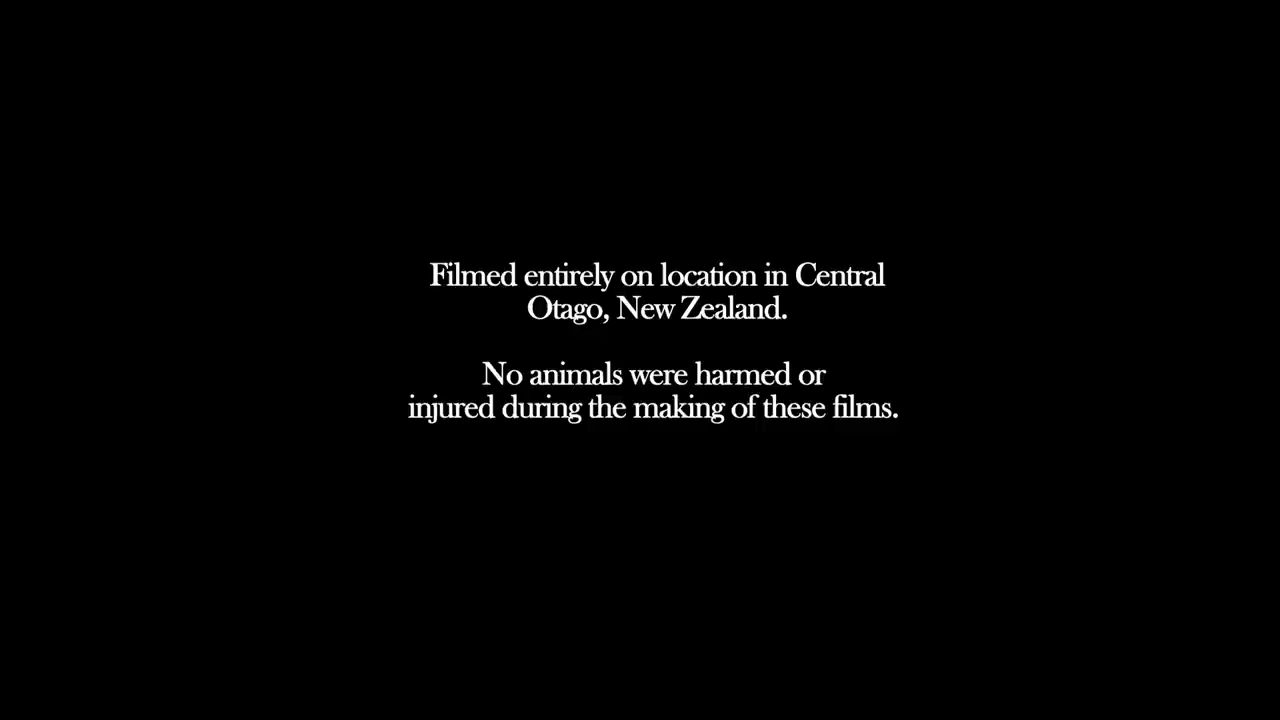 Filmed entirely on location in Central
Otago, New Zealand.
No animals were harmed or
injured during the making of these films.